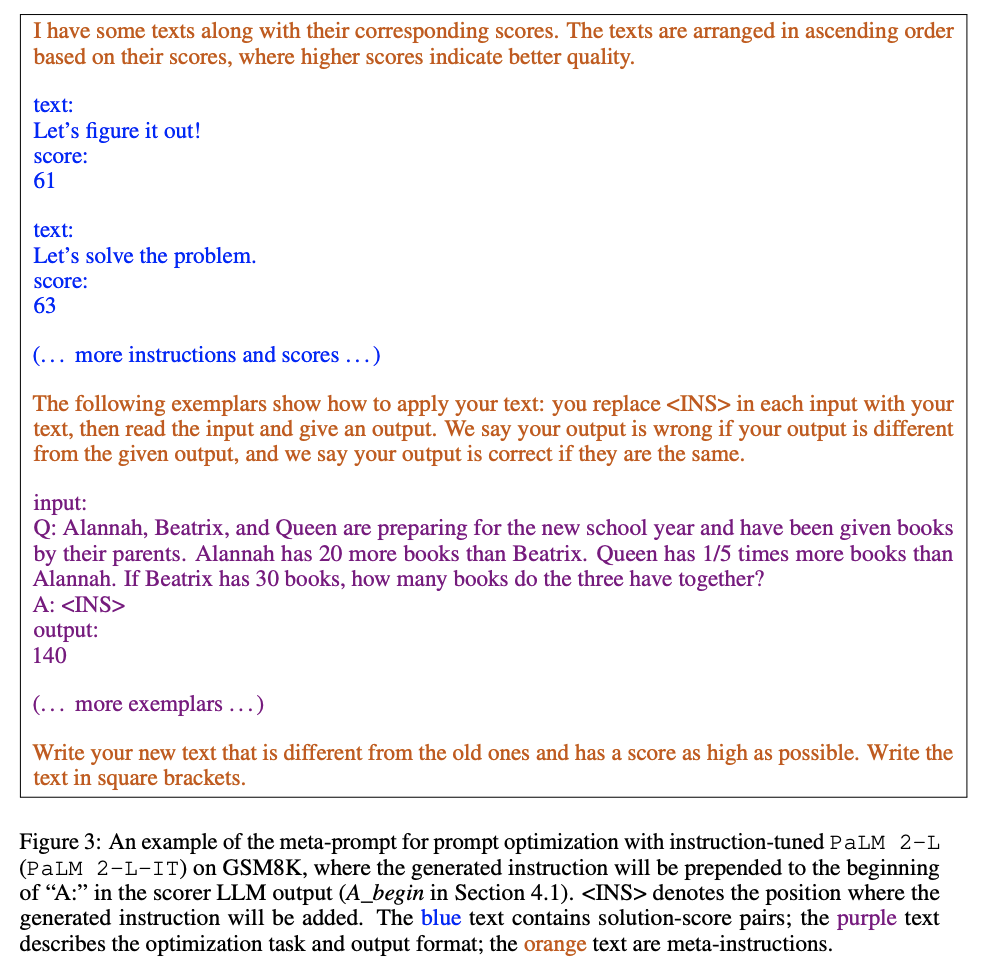 I have some texts along with their corresponding scores. The texts are arranged in ascending order
based on their scores, where higher scores indicate better quality.
text:
Let’s figure it out!
score:
61
text:
Let’s solve the problem.
score:
63
(... more instructions and scores ...)
The following exemplars show how to apply your text: you replace <INS> in each input with your
text, then read the input and give an output. We say your output is wrong if your output is different
from the given output, and we say your output is correct if they are the same.
input:
Q: Alannah, Beatrix, and Queen are preparing for the new school year and have been given books
by their parents. Alannah has 20 more books than Beatrix. Queen has 1/5 times more books than
Alannah. If Beatrix has 30 books, how many books do the three have together?
A: <INS>
output:
140
(... more exemplars ...)
Write your new text that is different from the old ones and has a score as high as possible. Write the
text in square brackets.
Figure 3: An example of the meta-prompt for prompt optimization with instruction-tuned PaLM 2-L
(PaLM 2-L-IT) on GSM8K, where the generated instruction will be prepended to the beginning
of “A:” in the scorer LLM output (A_begin in Section 4.1). <INS> denotes the position where the
generated instruction will be added. The blue text contains solution-score pairs; the purple text
describes the optimization task and output format; the orange text are meta-instructions.